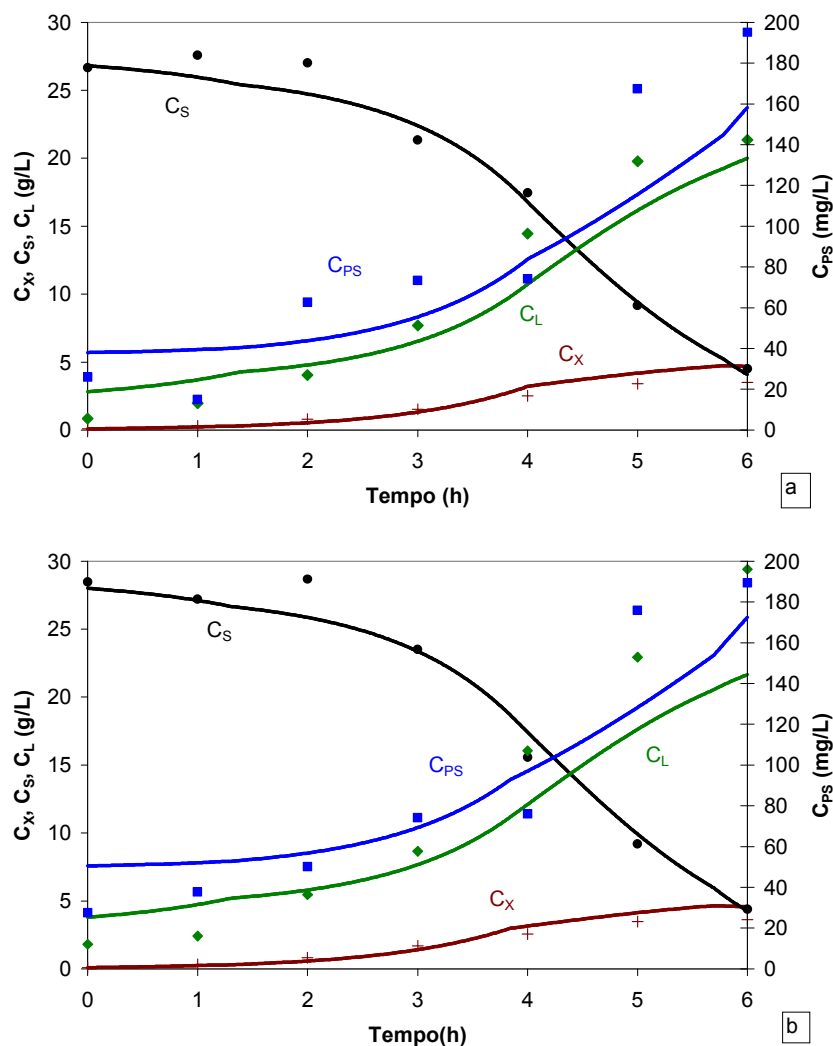 30
25
20
15
10
5
0
C_X, C_S, C_L (g/L)
200
180
160
140
120
100
80
60
40
20
0
C_PS (mg/L)
C_S
C_PS
C_L
C_X
0 1 2 3 4 5 6
Tempo (h)
a
30
25
20
15
10
5
0
C_X, C_S, C_L (g/L)
200
180
160
140
120
100
80
60
40
20
0
C_PS (mg/L)
C_S
C_PS
C_L
C_X
0 1 2 3 4 5 6
Tempo(h)
b